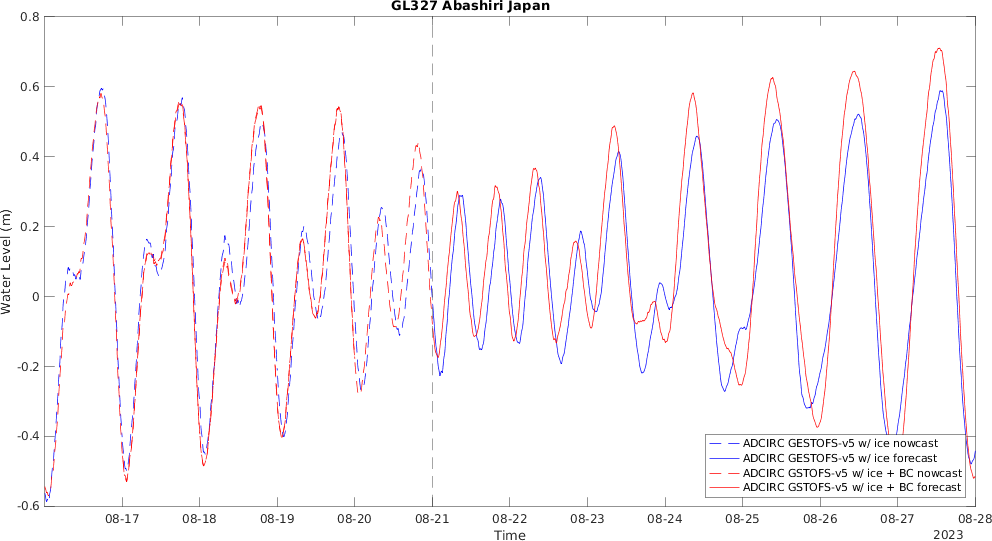 GL327 Abashiri Japan
0.8
0.6
0.4
0.2
0
-0.2
-0.4
-0.6
Water Level (m)
ADCIRC GESTOFS-v5 w/ ice nowcast
ADCIRC GESTOFS-v5 w/ ice forecast
ADCIRC GSTOFS-v5 w/ ice + BC nowcast
ADCIRC GSTOFS-v5 w/ ice + BC forecast
08-17 08-18 08-19 08-20 08-21 08-22 08-23 08-24 08-25 08-26 08-27 08-28
Time
2023